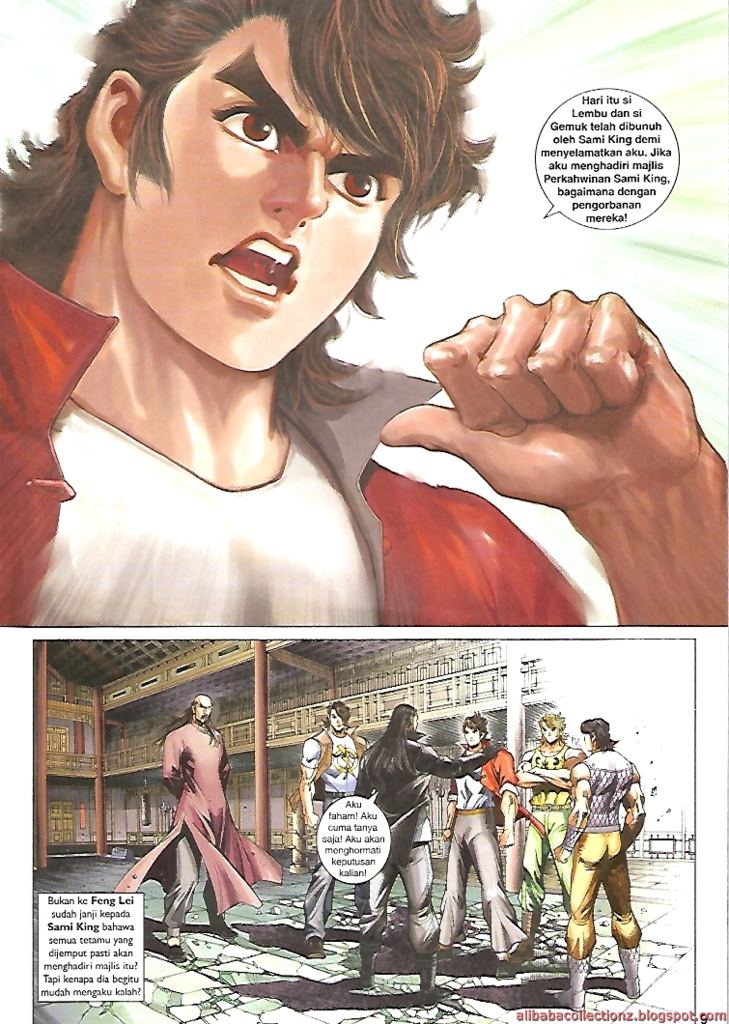 Hari itu si
Lembu dan si
Gemuk telah dibunuh
oleh Sami King demi
menyelamatkan aku. Jika
aku menghadiri majlis
Perkahwinan Sami King,
bagaimana dengan
pengorbanan
mereka!
Aku
faham! Aku
cuma tanya
saja! Aku akan
menghormati
keputusan
kalian!
Bukan ke Feng Lei
sudah janji kepada
Sami King bahawa
semua tetamu yang
dijemput pasti akan
menghadiri majlis itu?
Tapi kenapa dia begitu
mudah mengaku kalah?
alibabacollectionz.blogspot.com